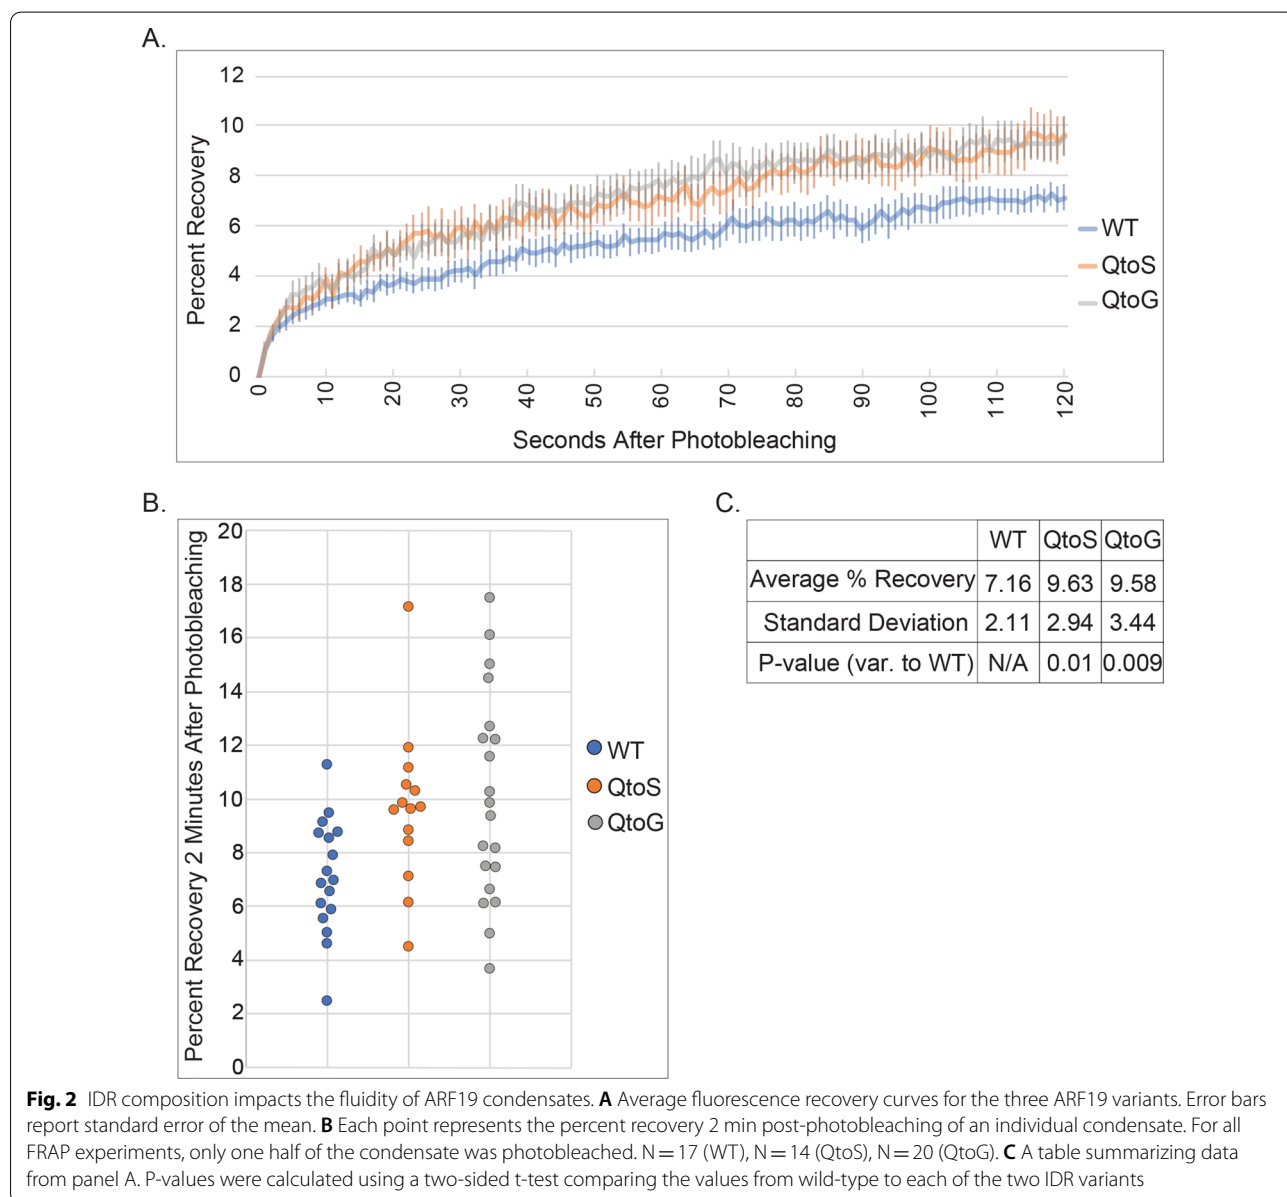 A.
Percent Recovery
12
10
8
6
4
2
0
0 10 20 30 40 50 60 70 80 90 100 110 120
Seconds After Photobleaching
WT
QtoS
QtoG
B.
Percent Recovery 2 Minutes After Photobleaching
20
18
16
14
12
10
8
6
4
2
0
WT
QtoS
QtoG
C.
WT QtoS QtoG
Average % Recovery 7.16 9.63 9.58
Standard Deviation 2.11 2.94 3.44
P-value (var. to WT) N/A 0.01 0.009
Fig. 2 IDR composition impacts the fluidity of ARF19 condensates. A Average fluorescence recovery curves for the three ARF19 variants. Error bars
report standard error of the mean. B Each point represents the percent recovery 2 min post-photobleaching of an individual condensate. For all
FRAP experiments, only one half of the condensate was photobleached. N = 17 (WT), N = 14 (QtoS), N = 20 (QtoG). C A table summarizing data
from panel A. P-values were calculated using a two-sided t-test comparing the values from wild-type to each of the two IDR variants